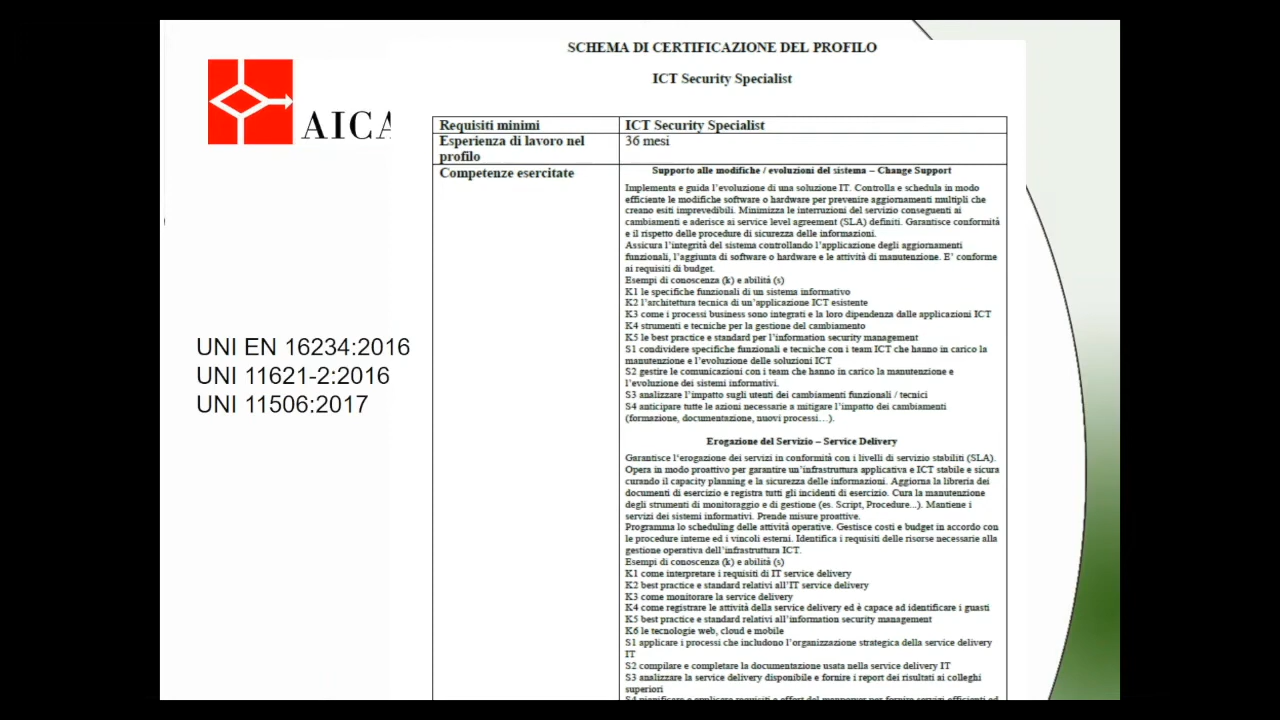 SCHEMA DI CERTIFICAZIONE DEL PROFILO
ICT Security Specialist
AICA
UNI EN 16234:2016
UNI 11621-2:2016
UNI 11506:2017
Requisiti minimi
ICT Security Specialist
Esperienza di lavoro nel
profilo
36 mesi
Competenze esercitate
Supporto alle modifiche / evoluzioni del sistema – Change Support
Implementa e guida l’evoluzione di una soluzione IT. Controlla e schedula in modo
efficiente le modifiche software o hardware per prevenire aggiornamenti multipli che
creano esiti imprevedibili. Minimizza le interruzioni del servizio conseguenti ai
cambiamenti e aderisce ai service level agreement (SLA) definiti. Garantisce conformità
e il rispetto delle procedure di sicurezza delle informazioni.
Assicura l’integrità del sistema controllando l’applicazione degli aggiornamenti
funzionali, l’aggiunta di software o hardware e le attività di manutenzione. E’ conforme
ai requisiti di budget.
Esempi di conoscenza (k) e abilità (s)
K1 le specifiche funzionali di un sistema informativo
K2 l’architettura tecnica di un’applicazione ICT esistente
K3 come i processi business sono integrati e la loro dipendenza dalle applicazioni ICT
K4 strumenti e tecniche per la gestione del cambiamento
K5 le best practice e standard per l’information security management
S1 condividere specifiche funzionali e tecniche con i team ICT che hanno in carico la
manutenzione e l’evoluzione delle soluzioni ICT
S2 gestire le comunicazioni con i team che hanno in carico la manutenzione e
l’evoluzione dei sistemi informativi.
S3 analizzare l’impatto sugli utenti dei cambiamenti funzionali / tecnici
S4 anticipare tutte le azioni necessarie a mitigare l’impatto dei cambiamenti
(formazione, documentazione, nuovi processi…).
Erogazione del Servizio – Service Delivery
Garantisce l’erogazione dei servizi in conformità con i livelli di servizio stabiliti (SLA).
Opera in modo proattivo per garantire un’infrastruttura applicativa e ICT stabile e sicura
curando il capacity planning e la sicurezza delle informazioni. Aggiorna la libreria dei
documenti di esercizio e registra tutti gli incidenti di esercizio. Cura la manutenzione
degli strumenti di monitoraggio e di gestione (es. Script, Procedure...). Mantiene i
servizi dei sistemi informativi. Prende misure proattive.
Programma lo scheduling delle attività operative. Gestisce costi e budget in accordo con
le procedure interne ed i vincoli esterni. Identifica i requisiti delle risorse necessarie alla
gestione operativa dell’infrastruttura ICT.
Esempi di conoscenza (k) e abilità (s)
K1 come interpretare i requisiti di IT service delivery
K2 best practice e standard relativi all’IT service delivery
K3 come monitorare la service delivery
K4 come registrare le attività della service delivery ed è capace ad identificare i guasti
K5 best practice e standard relativi all’information security management
K6 le tecnologie web, cloud e mobile
S1 applicare i processi che includono l’organizzazione strategica della service delivery
IT
S2 compilare e completare la documentazione usata nella service delivery IT
S3 analizzare la service delivery disponibile e fornire i report dei risultati ai colleghi
superiori